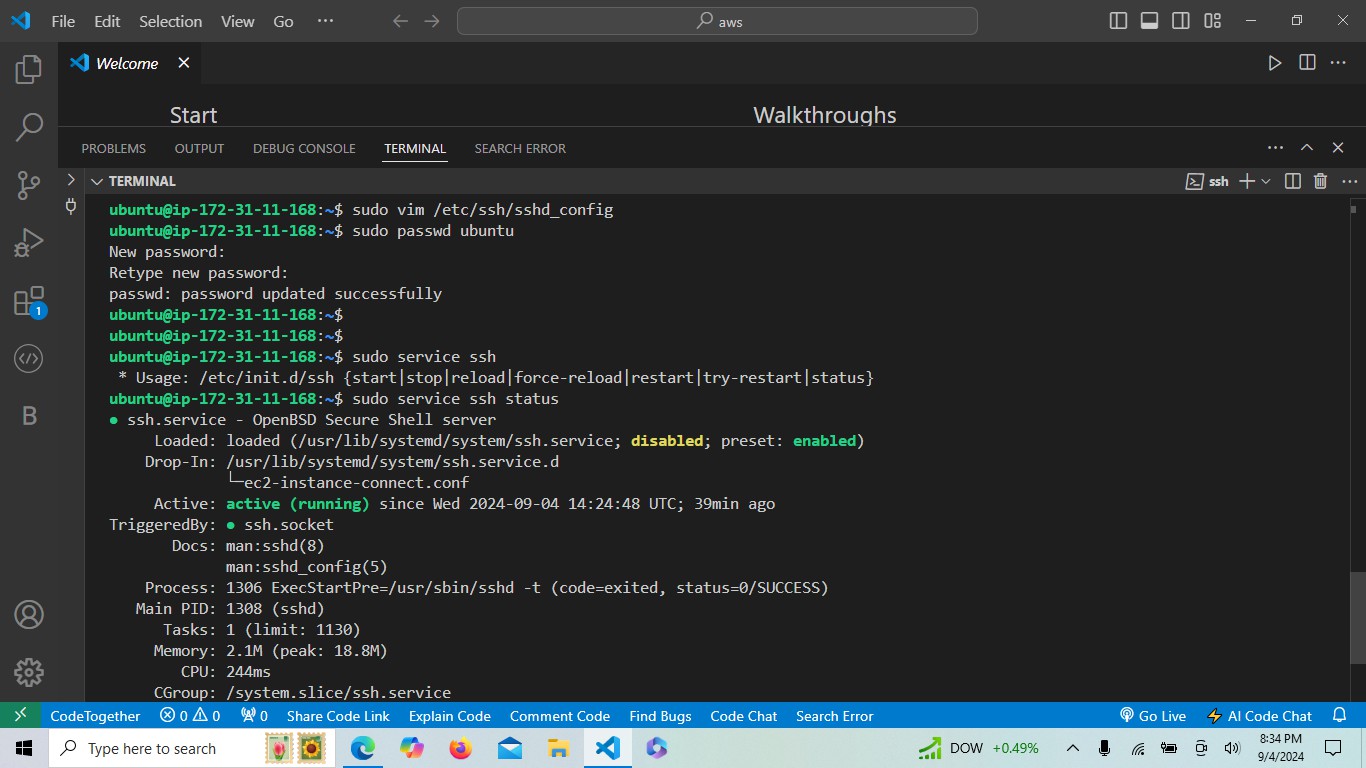 File Edit Selection View Go ··· aws
Welcome
Start Walkthroughs
PROBLEMS OUTPUT DEBUG CONSOLE TERMINAL SEARCH ERROR
TERMINAL ssh
ubuntu@ip-172-31-11-168:~$ sudo vim /etc/ssh/sshd_config
ubuntu@ip-172-31-11-168:~$ sudo passwd ubuntu
New password:
Retype new password:
passwd: password updated successfully
ubuntu@ip-172-31-11-168:~$
ubuntu@ip-172-31-11-168:~$
ubuntu@ip-172-31-11-168:~$ sudo service ssh
 * Usage: /etc/init.d/ssh {start|stop|reload|force-reload|restart|try-restart|status}
ubuntu@ip-172-31-11-168:~$ sudo service ssh status
● ssh.service - OpenBSD Secure Shell server
     Loaded: loaded (/usr/lib/systemd/system/ssh.service; disabled; preset: enabled)
    Drop-In: /usr/lib/systemd/system/ssh.service.d
             └─ec2-instance-connect.conf
     Active: active (running) since Wed 2024-09-04 14:24:48 UTC; 39min ago
TriggeredBy: ● ssh.socket
       Docs: man:sshd(8)
             man:sshd_config(5)
    Process: 1306 ExecStartPre=/usr/sbin/sshd -t (code=exited, status=0/SUCCESS)
   Main PID: 1308 (sshd)
      Tasks: 1 (limit: 1130)
     Memory: 2.1M (peak: 18.8M)
        CPU: 244ms
     CGroup: /system.slice/ssh.service
1
B
CodeTogether 0 0 0 Share Code Link Explain Code Comment Code Find Bugs Code Chat Search Error Go Live AI Code Chat
Type here to search DOW +0.49% 8:34 PM
9/4/2024